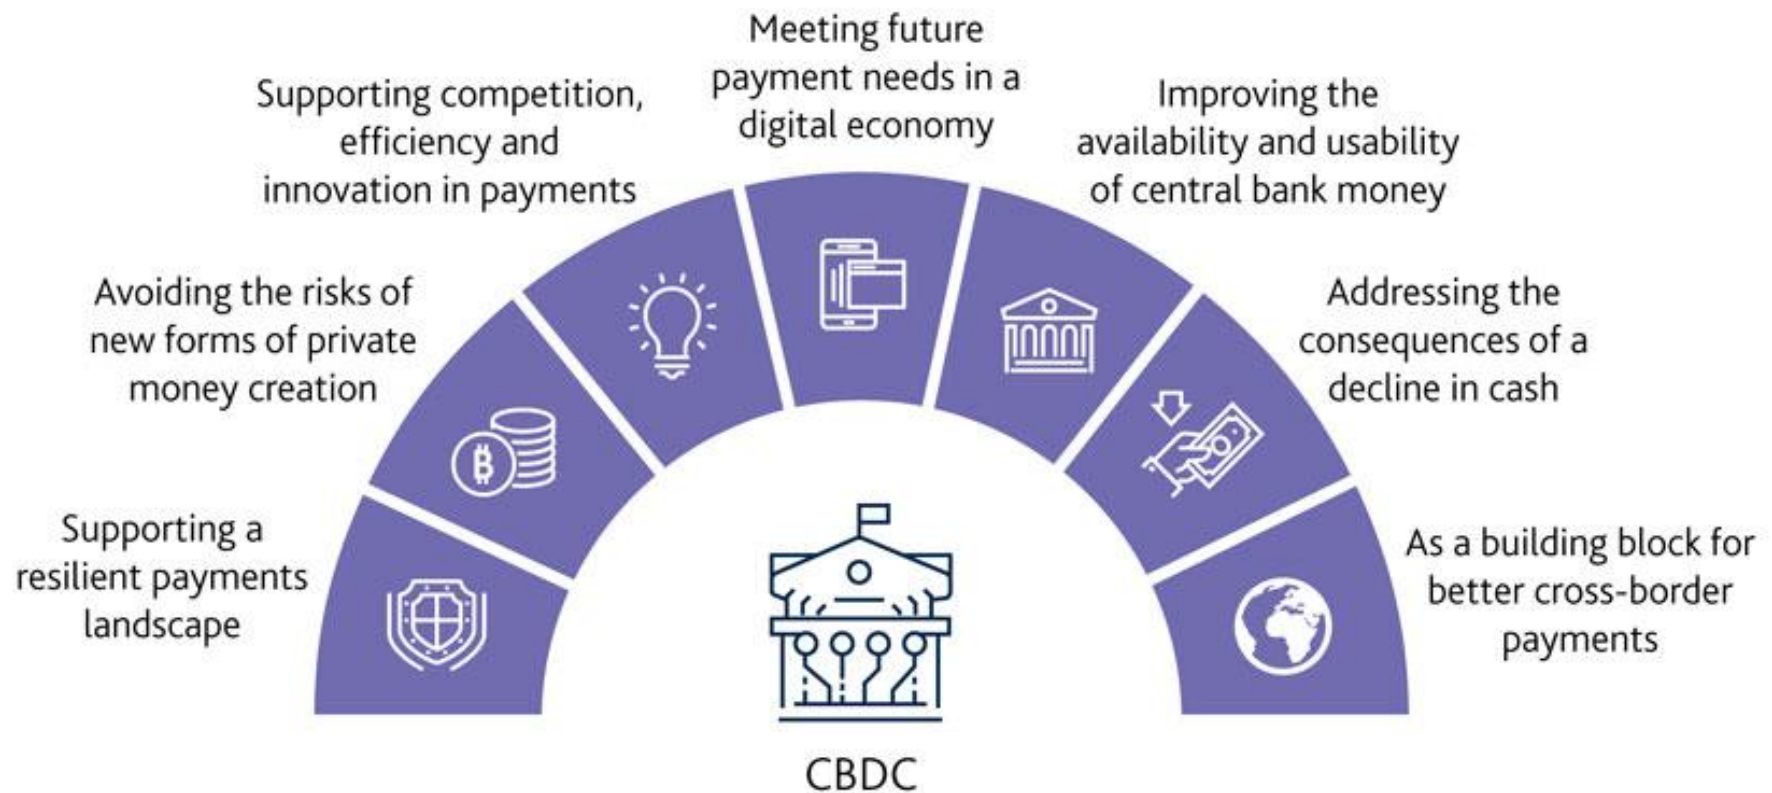 Supporting a
resilient payments
landscape
Avoiding the risks of
new forms of private
money creation
Supporting competition,
efficiency and
innovation in payments
Meeting future
payment needs in a
digital economy
Improving the
availability and usability
of central bank money
Addressing the
consequences of a
decline in cash
As a building block for
better cross-border
payments
CBDC